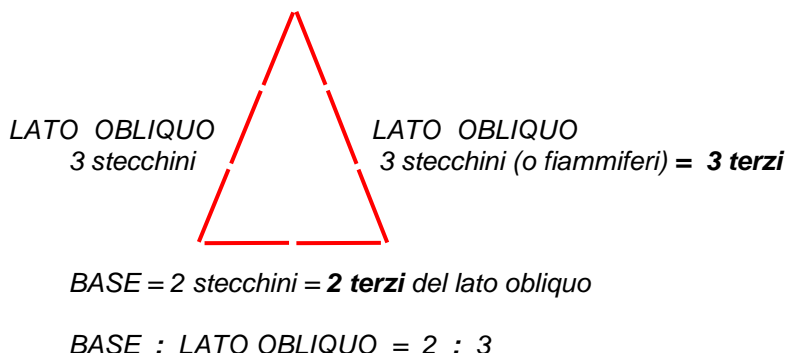 LATO OBLIQUO LATO OBLIQUO
3 stecchini 3 stecchini (o fiammiferi) = 3 terzi
BASE = 2 stecchini = 2 terzi del lato obliquo
BASE : LATO OBLIQUO = 2 : 3